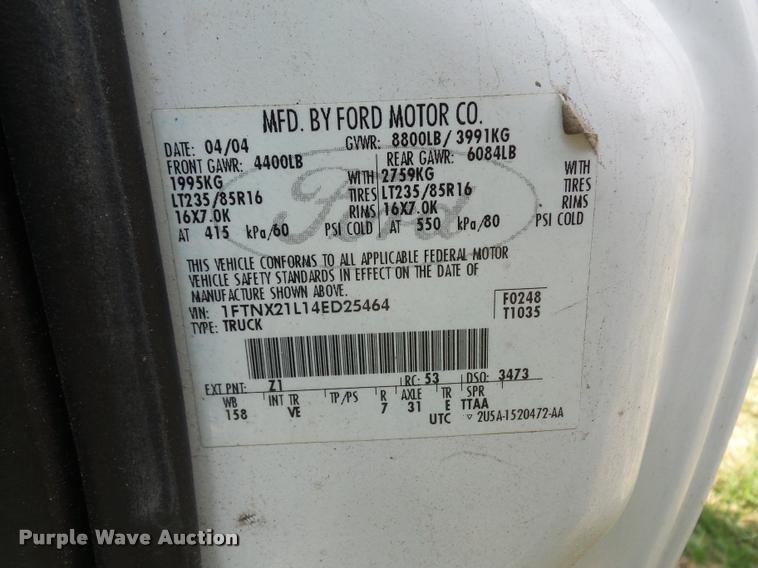 MFD. BY FORD MOTOR CO.
DATE: 04/04 GVWR: 8800LB/ 3991KG
FRONT GAWR: 4400LB REAR GAWR: 6084LB
1995KG WITH 2759KG WITH
LT235/85R16 TIRES LT235/85R16 TIRES
16X7.0K RIMS 16X7.0K RIMS
AT 415 kPa/60 PSI COLD AT 550 kPa/80 PSI COLD
Ford
THIS VEHICLE CONFORMS TO ALL APPLICABLE FEDERAL MOTOR
VEHICLE SAFETY STANDARDS IN EFFECT ON THE DATE OF
MANUFACTURE SHOWN ABOVE.
VIN: 1FTNX21L14ED25464 F0248
TYPE: TRUCK T1035
EXT PNT: Z1 RC: 53 DSO: 3473
WB INT TR TP/PS R AXLE TR SPR
158 VE 7 31 E TTAA
UTC ▽ 2U5A-1520472-AA
Purple Wave Auction